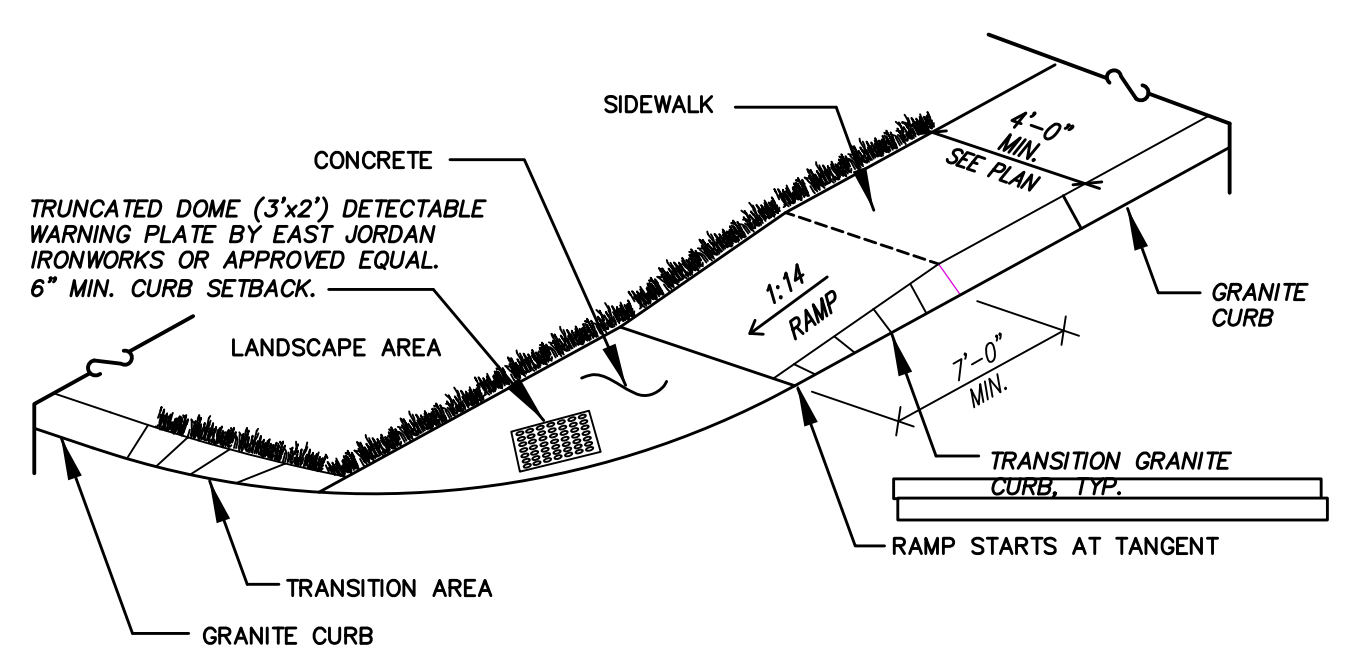 SIDEWALK
4'-0"
MIN.
SEE PLAN
CONCRETE
TRUNCATED DOME (3'x2') DETECTABLE
WARNING PLATE BY EAST JORDAN
IRONWORKS OR APPROVED EQUAL.
6" MIN. CURB SETBACK.
1:14
RAMP
GRANITE
CURB
LANDSCAPE AREA
7'-0"
MIN.
TRANSITION GRANITE
CURB, TYP.
RAMP STARTS AT TANGENT
TRANSITION AREA
GRANITE CURB